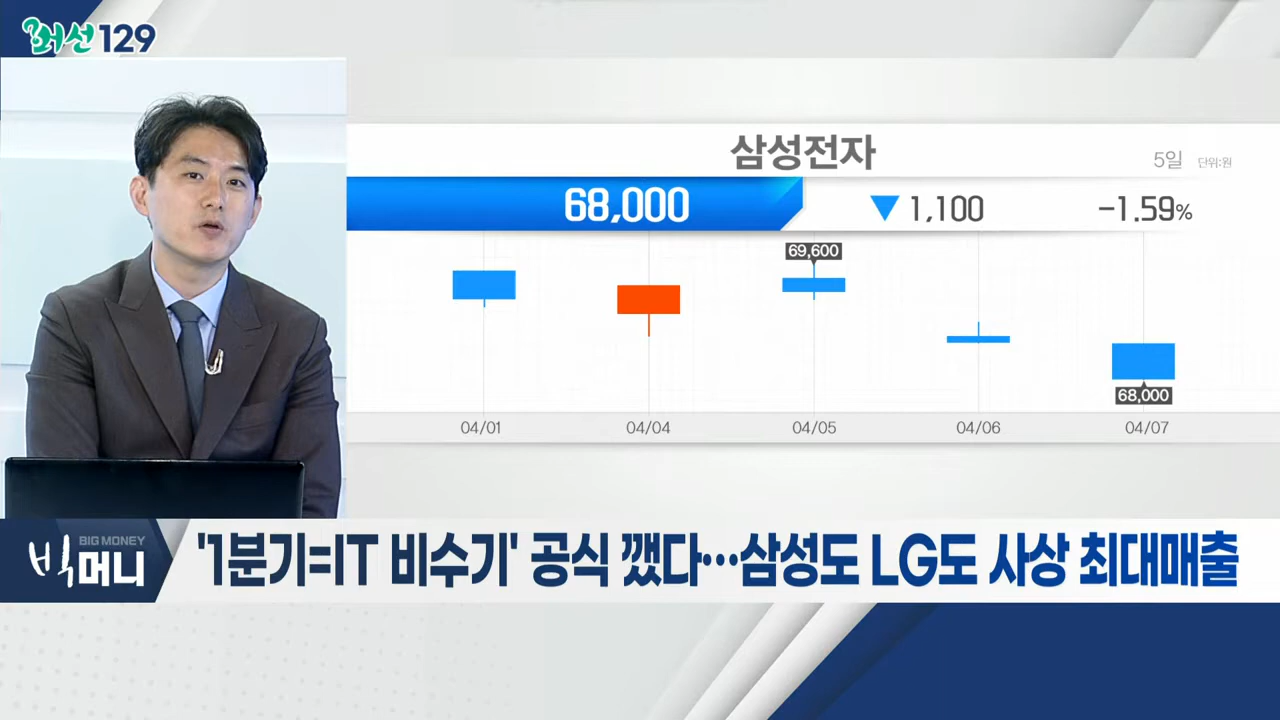 머선129
삼성전자
5일 단위:원
68,000
▼ 1,100
-1.59%
69,600
68,000
04/01
04/04
04/05
04/06
04/07
BIG MONEY
빅머니
'1분기=IT 비수기' 공식 깼다…삼성도 LG도 사상 최대매출